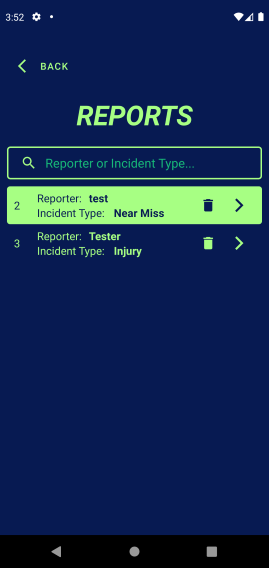 3:52
BACK
REPORTS
Reporter or Incident Type...
2
Reporter: test
Incident Type: Near Miss
3
Reporter: Tester
Incident Type: Injury